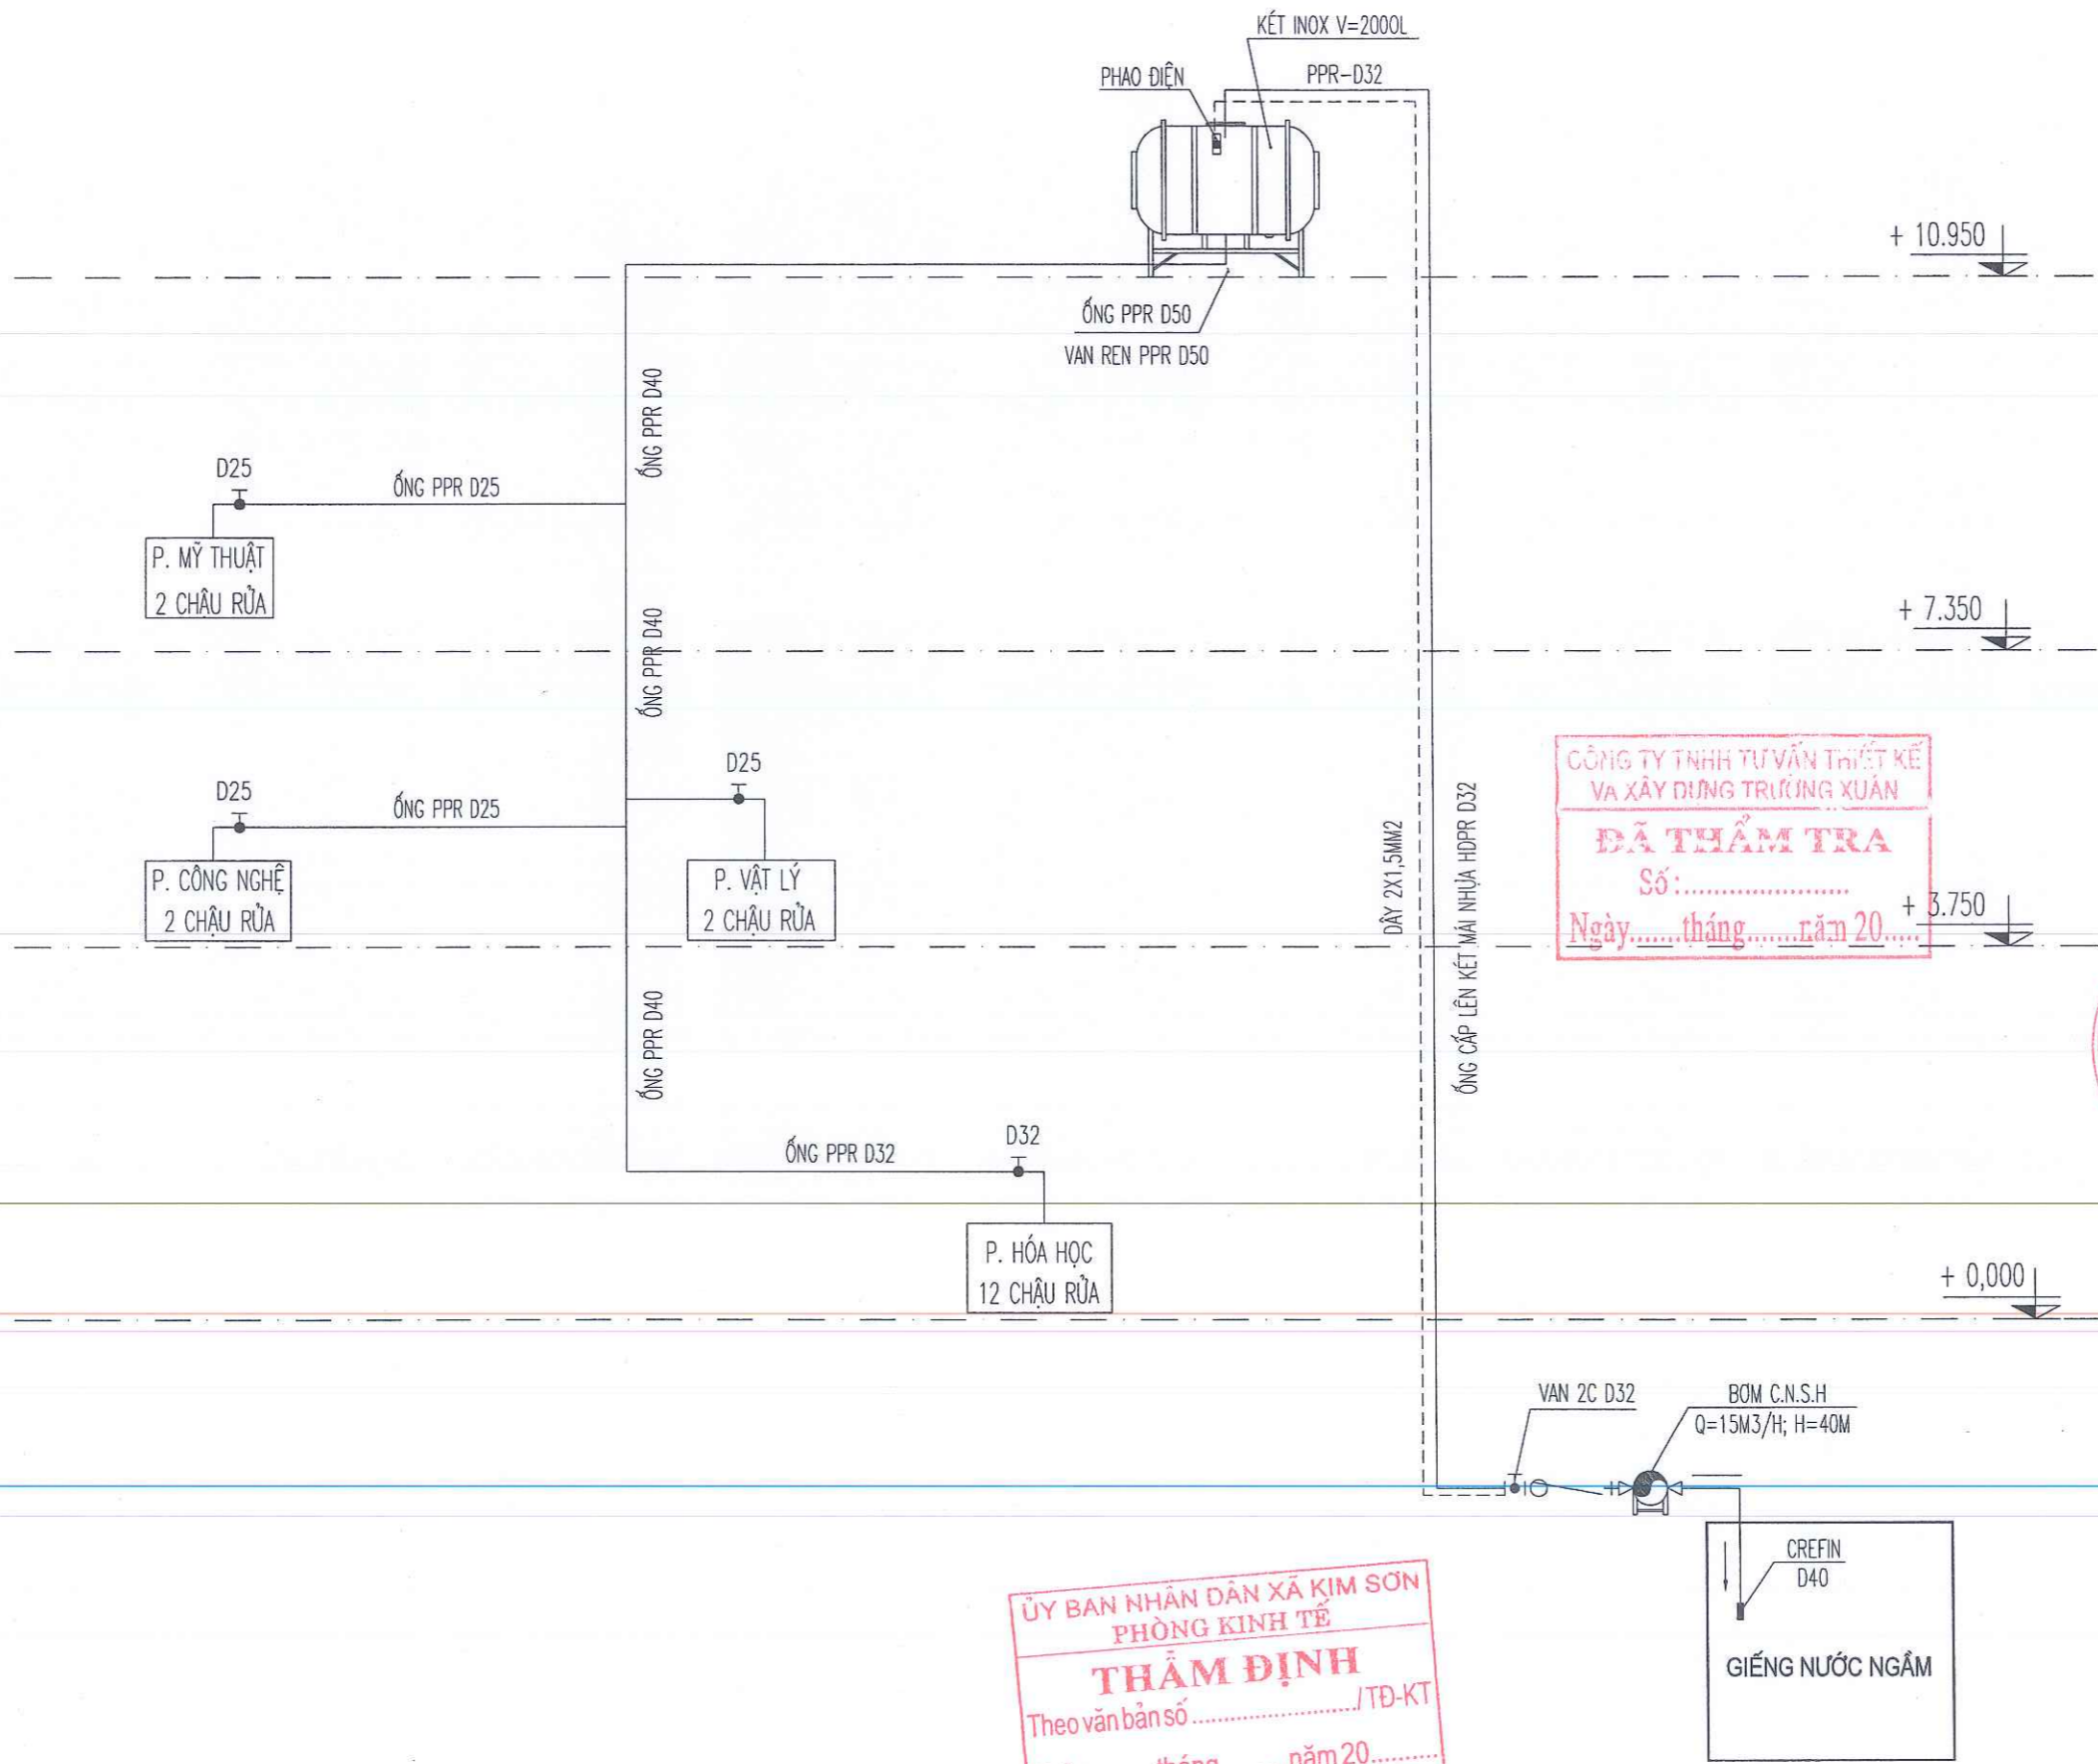 KÉT INOX V=2000L
PHAO ĐIỆN
PPR-D32
+ 10.950
ỐNG PPR D50
VAN REN PPR D50
ỐNG PPR D40
D25
ỐNG PPR D25
P. MỸ THUẬT
2 CHẬU RỬA
+ 7.350
ỐNG PPR D40
D25
D25
ỐNG PPR D25
P. CÔNG NGHỆ
2 CHẬU RỬA
P. VẬT LÝ
2 CHẬU RỬA
DÂY 2X1,5MM2
ỐNG CẤP LÊN KÉT MÁI NHỰA HDPR D32
CÔNG TY TNHH TƯ VẤN THIẾT KẾ
VÀ XÂY DỰNG TRƯỜNG XUÂN
ĐÃ THẨM TRA
Số:......................
Ngày.......tháng.......năm 20.....
+ 3.750
ỐNG PPR D40
ỐNG PPR D32
D32
P. HÓA HỌC
12 CHẬU RỬA
+ 0,000
VAN 2C D32
BƠM C.N.S.H
Q=15M3/H; H=40M
CREFIN
D40
GIẾNG NƯỚC NGẦM
ỦY BAN NHÂN DÂN XÃ KIM SƠN
PHÒNG KINH TẾ
THẨM ĐỊNH
Theo văn bản số ........................./TĐ-KT
tháng ........ năm 20..........